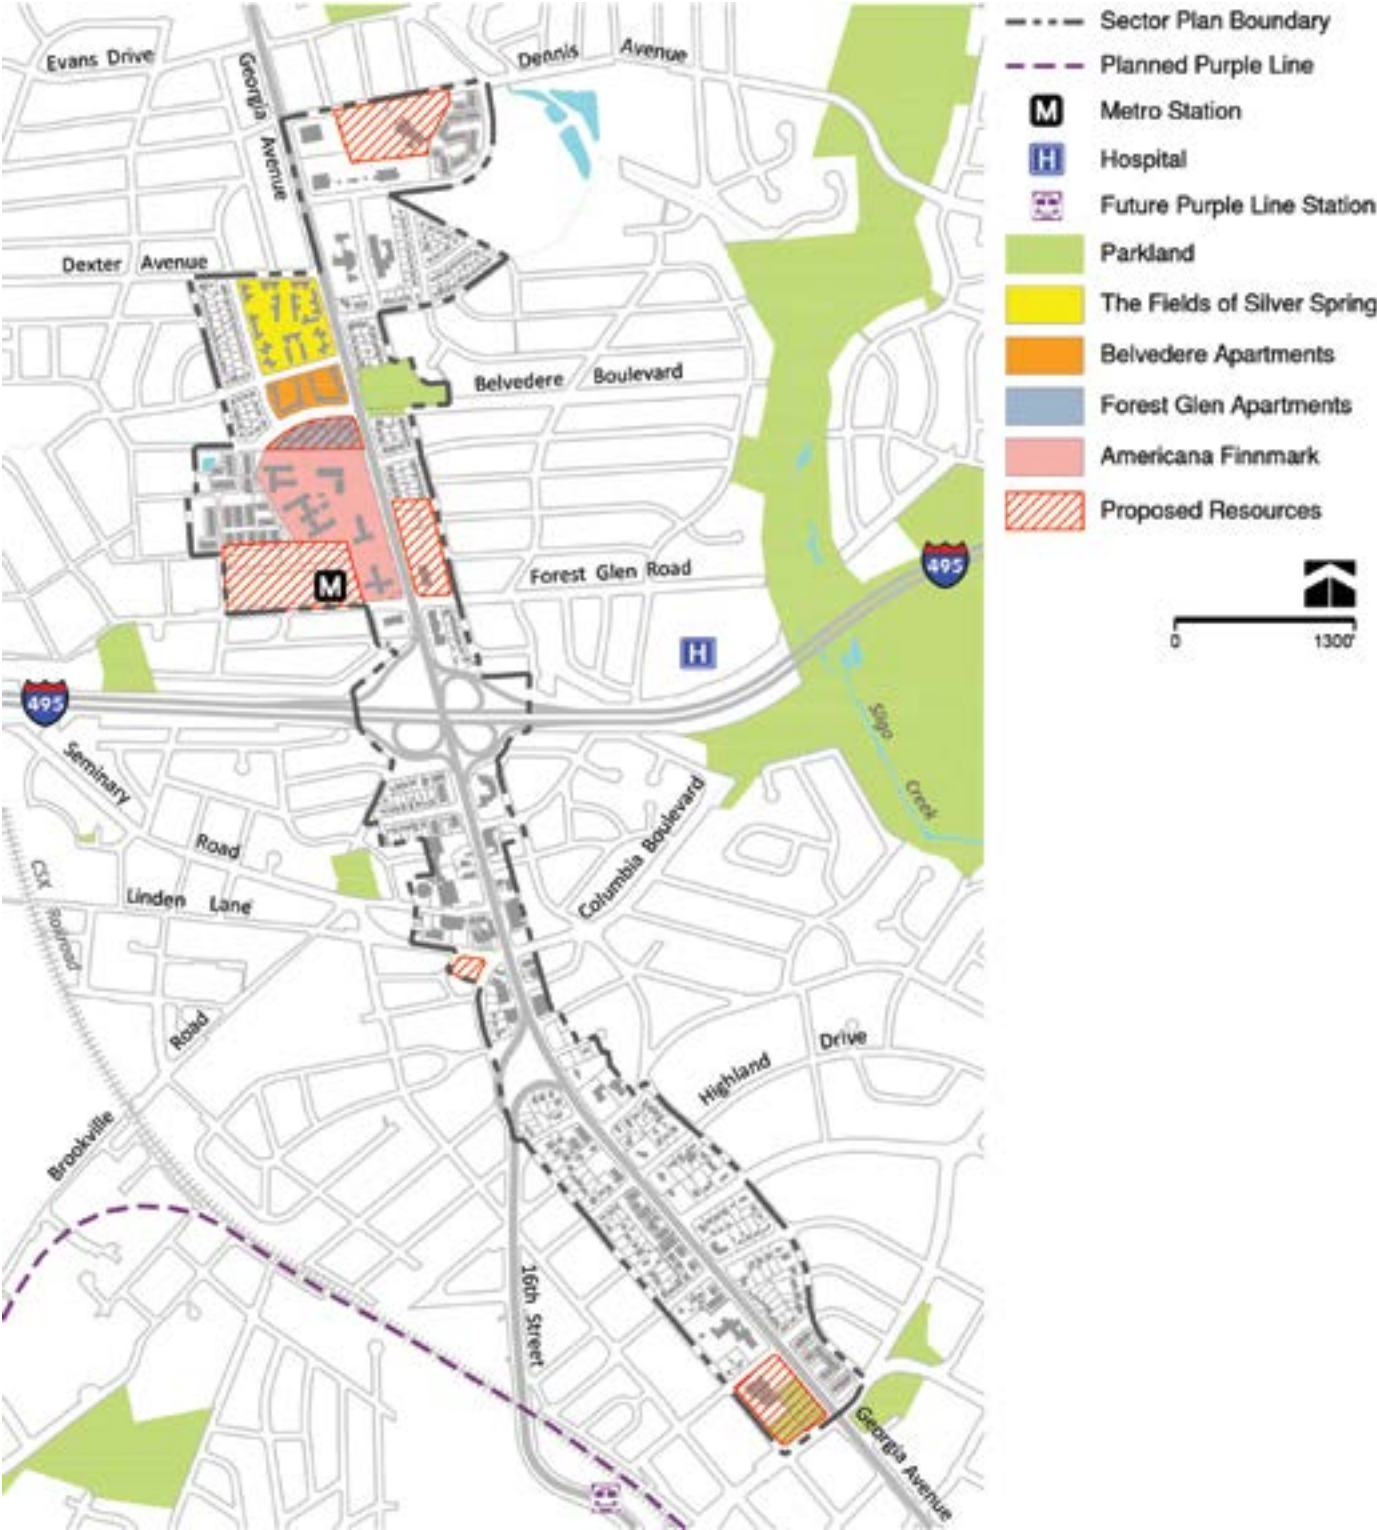 Sector Plan Boundary
Planned Purple Line
M Metro Station
H Hospital
Future Purple Line Station
Parkland
The Fields of Silver Spring
Belvedere Apartments
Forest Glen Apartments
Americana Finnmark
Proposed Resources
0 1300'
Evans Drive
Georgia Avenue
Dennis Avenue
Dexter Avenue
Belvedere Boulevard
Forest Glen Road
M
H
495
495
Sligo Creek
Seminary Road
Columbia Boulevard
Linden Lane
CSX Railroad
Brookville Road
Highland Drive
16th Street
Georgia Avenue